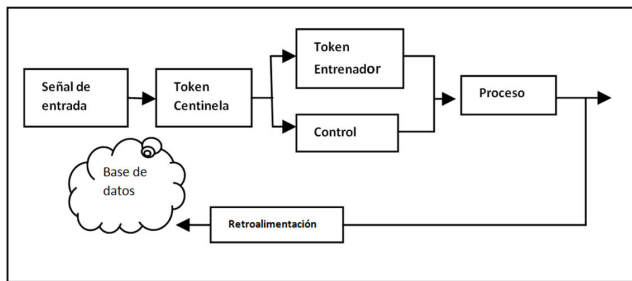 Señal de
entrada
Token
Centinela
Token
Entrenador
Control
Proceso
Base de
datos
Retroalimentación